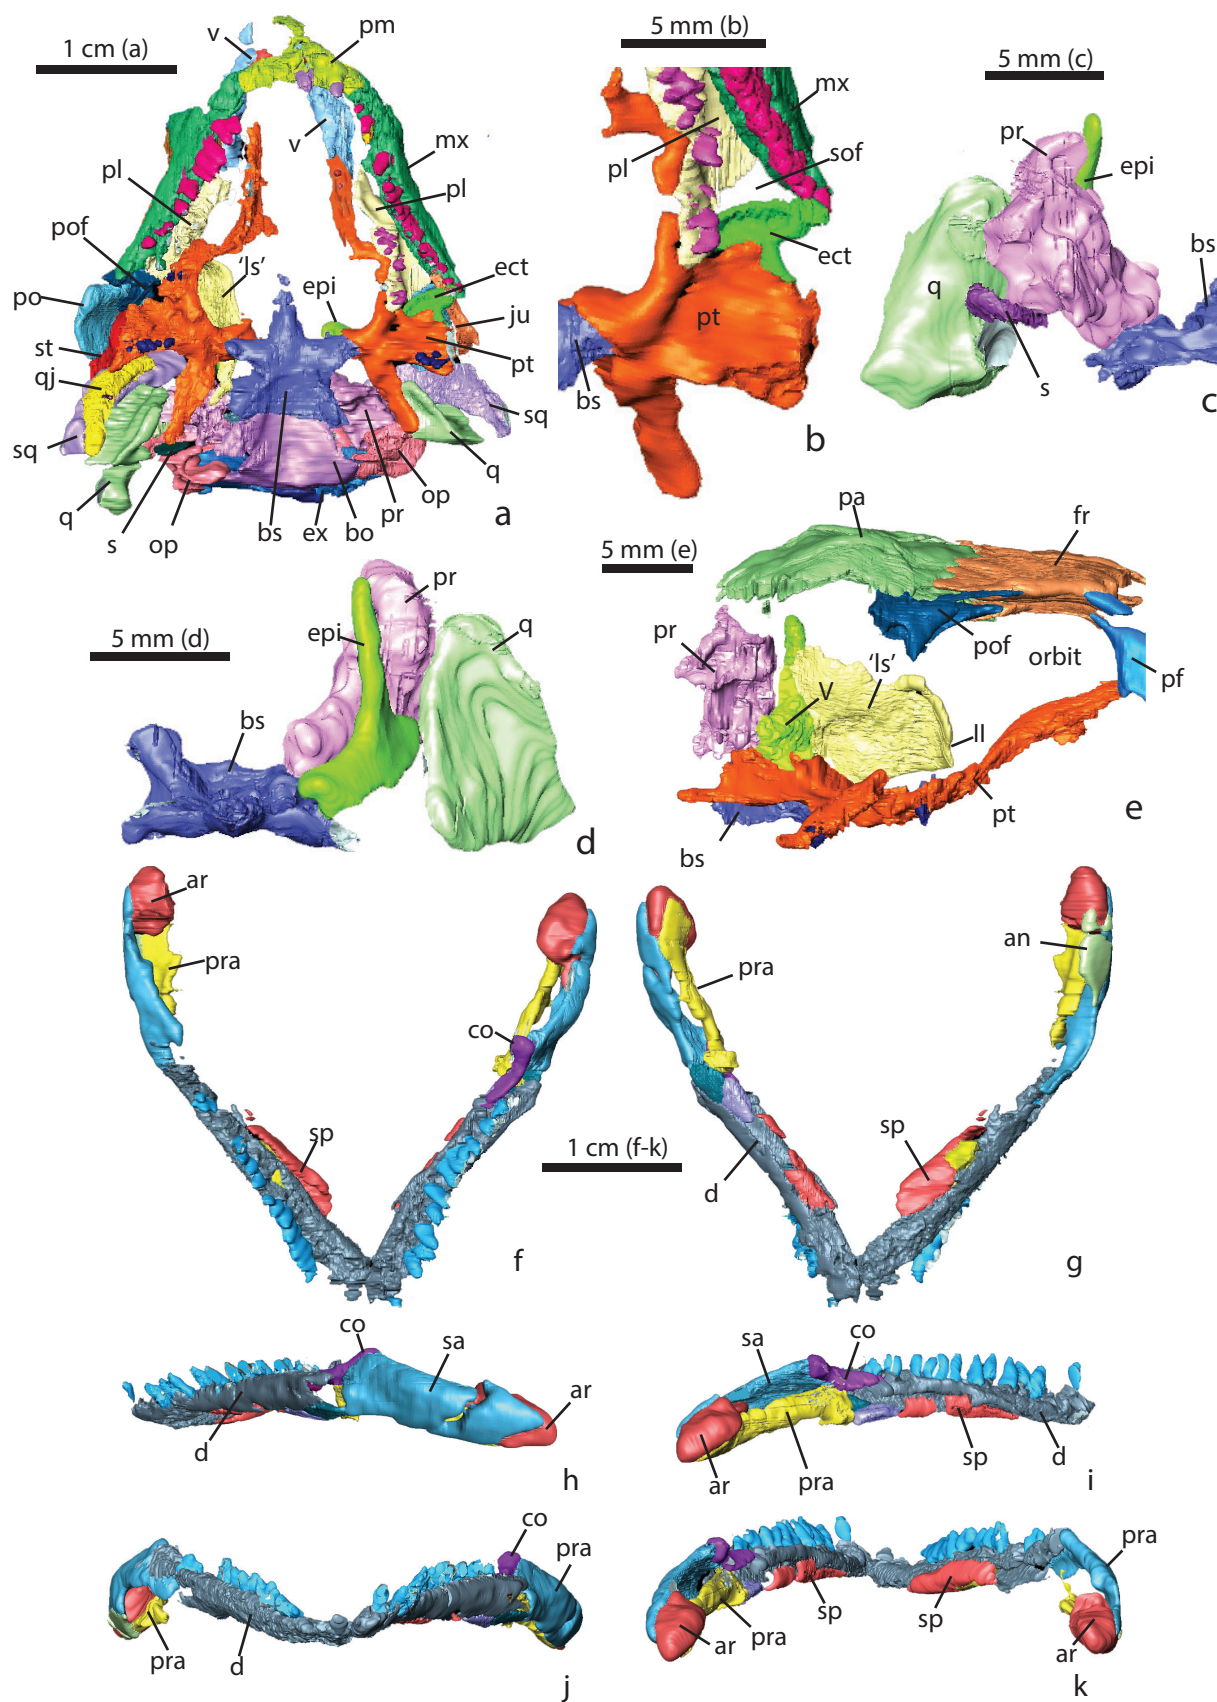 1 cm (a)
v
pm
v
mx
pl
pl
pof
'ls'
ect
po
epi
ju
st
pt
qj
bs
sq
sq
q
q
s
op
bs
ex
bo
pr
op
a
5 mm (b)
mx
pl
sof
ect
pt
bs
b
5 mm (c)
pr
epi
bs
q
s
c
5 mm (d)
pr
epi
q
bs
d
pa
fr
5 mm (e)
pr
pof
orbit
'ls'
pf
V
ll
pt
bs
e
ar
pra
co
sp
f
1 cm (f-k)
an
pra
sp
d
g
co
sa
ar
d
h
sa
co
ar
pra
sp
d
i
co
pra
pra
d
j
pra
sp
sp
ar
pra
ar
k